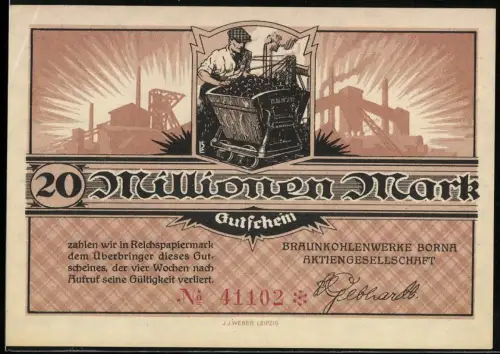 20 Millionen Mark
Gutschein
zahlen wir in Reichspapiermark
dem Überbringer dieses Gut-
scheines, der vier Wochen nach
Aufruf seine Gültigkeit verliert.
BRAUNKOHLENWERKE BORNA
AKTIENGESELLSCHAFT
Gebhardt.
№ 41102 *
J.J.WEBER LEIPZIG